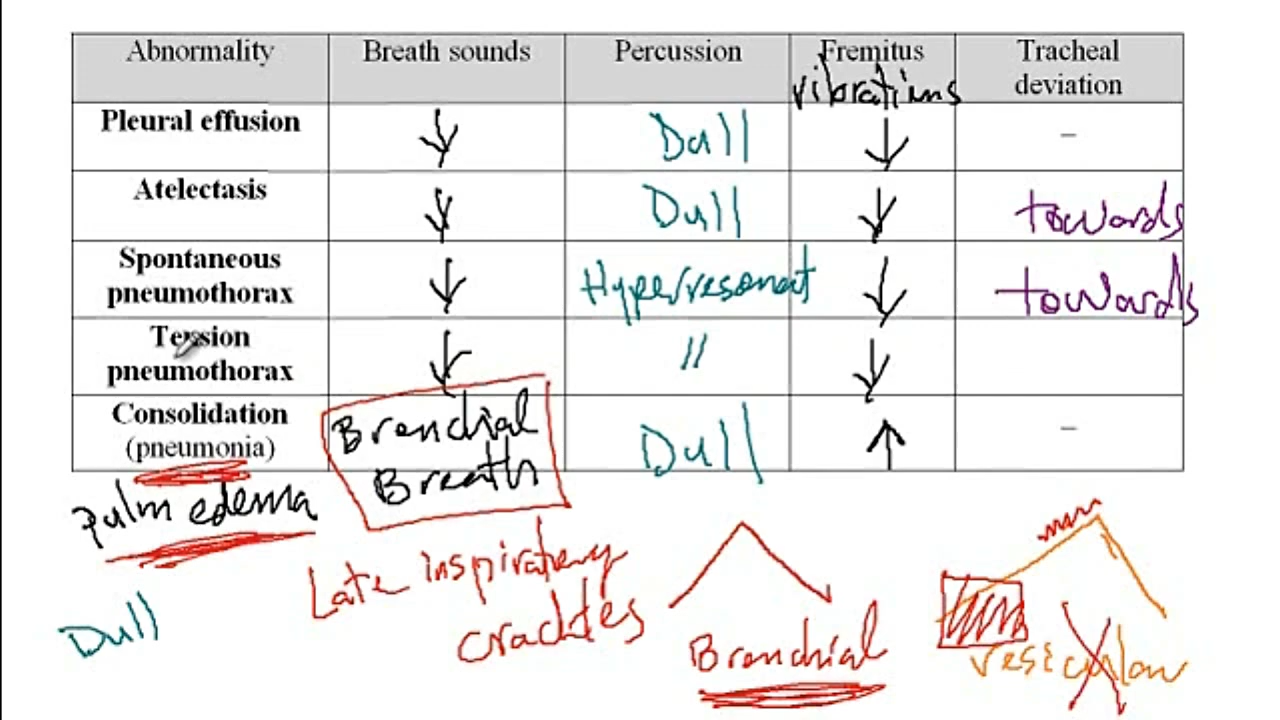 Abnormality Breath sounds Percussion Fremitus Tracheal deviation
vibrations
Pleural effusion ↓ Dull ↓ –
Atelectasis ↓ Dull ↓ towards
Spontaneous pneumothorax ↓ Hyperresonant ↓ towards
Tension pneumothorax ↓ " ↓
Consolidation (pneumonia) Bronchial Breath Dull ↑ –
pulm edema
Late inspiratory
crackles
Dull
Bronchial
vesicular